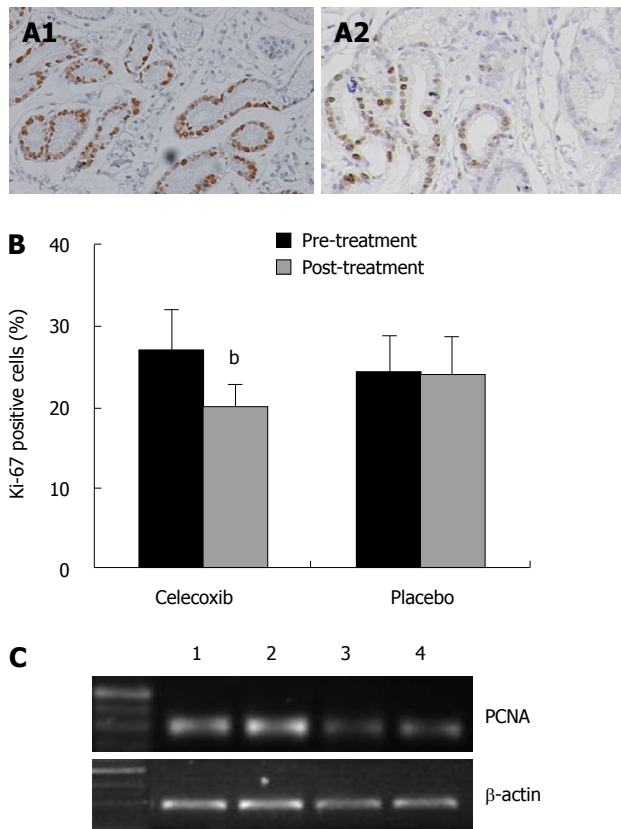 A1 A2
B
40
30
20
10
0
Ki-67 positive cells (%)
Pre-treatment
Post-treatment
b
Celecoxib Placebo
C
1 2 3 4
PCNA
β-actin